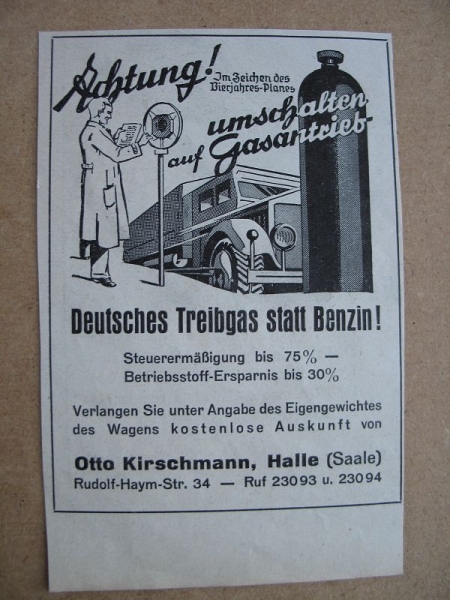 Achtung!
Im Zeichen des
Vierjahres-Planes
umschalten
auf Gasantrieb
Deutsches Treibgas statt Benzin!
Steuerermäßigung bis 75% —
Betriebsstoff-Ersparnis bis 30%
Verlangen Sie unter Angabe des Eigengewichtes
des Wagens kostenlose Auskunft von
Otto Kirschmann, Halle (Saale)
Rudolf-Haym-Str. 34 — Ruf 23093 u. 23094